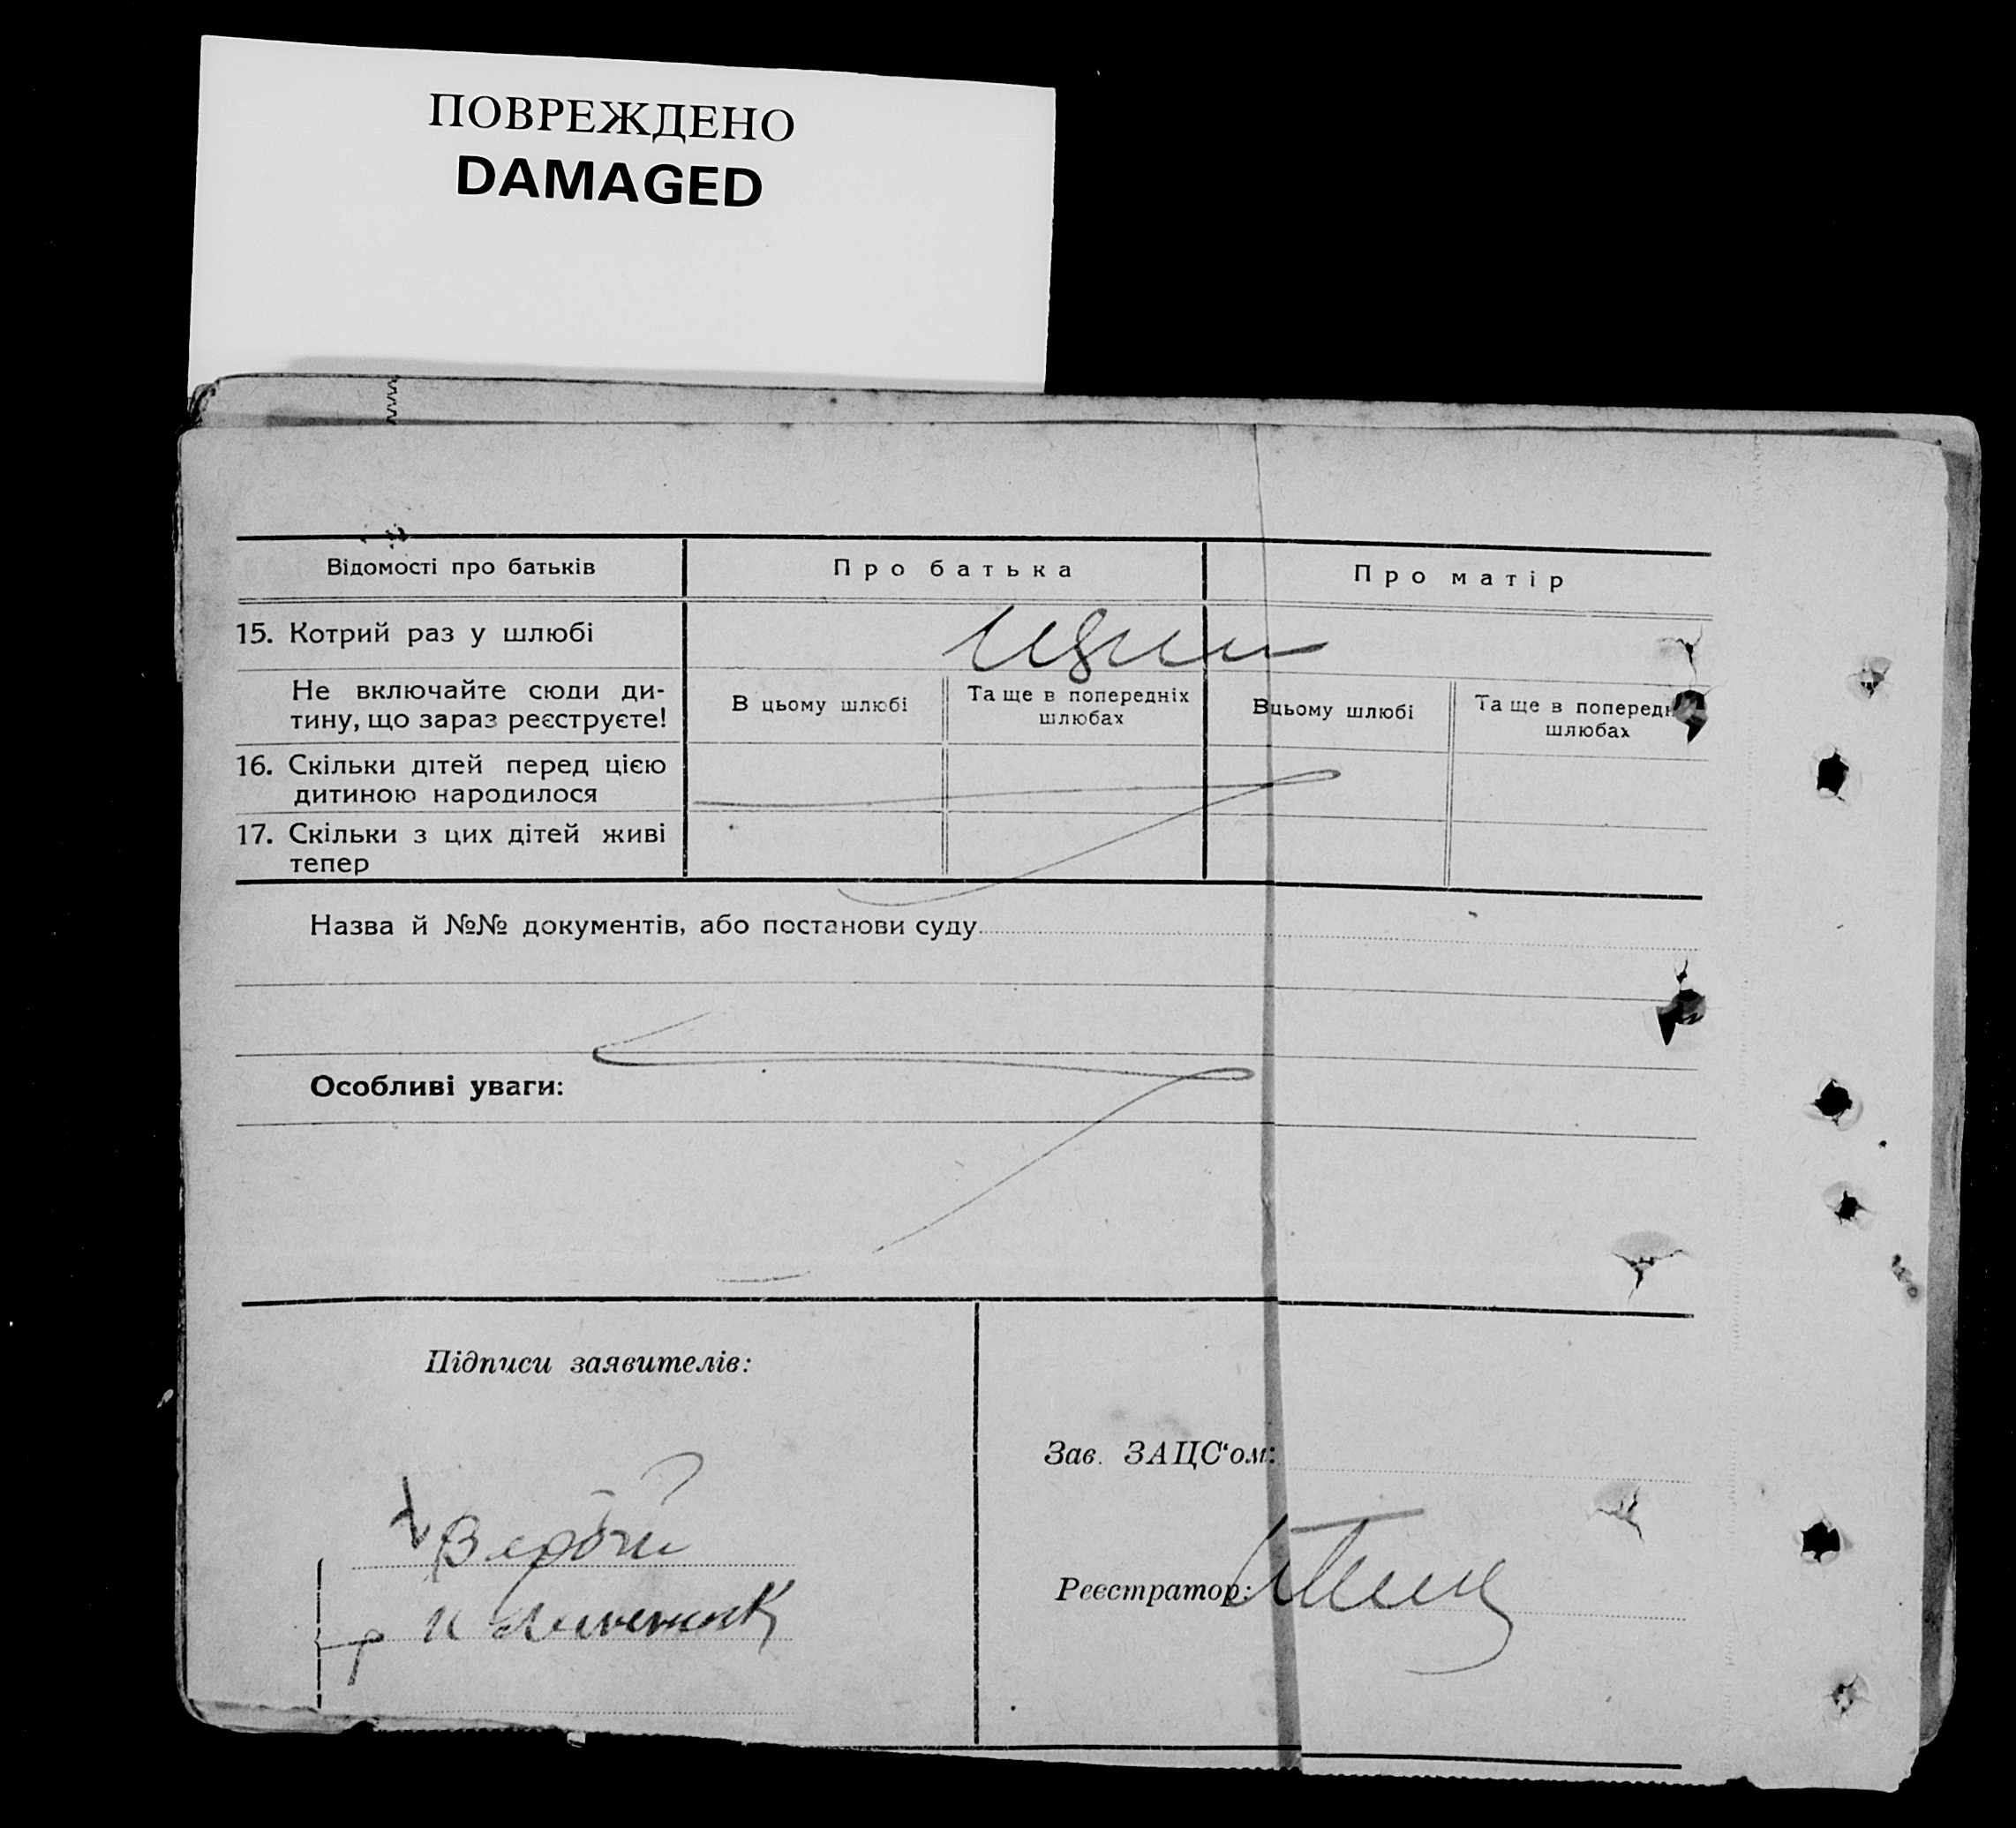 ПОВРЕЖДЕНО
DAMAGED
Відомості про батьків
Про батька
Про матір
15. Котрий раз у шлюбі
Не включайте сюди ди-
тину, що зараз реєструєте!
В цьому шлюбі
Та ще в попередніх
шлюбах
В цьому шлюбі
Та ще в поперед
шлюбах
16. Скільки дітей перед цією
дитиною народилося
17. Скільки з цих дітей живі
тепер
Назва й №№ документів, або постанови суду
Особливі уваги:
Підписи заявителів:
Зав. ЗАЦС‘ом:
Реєстратор: